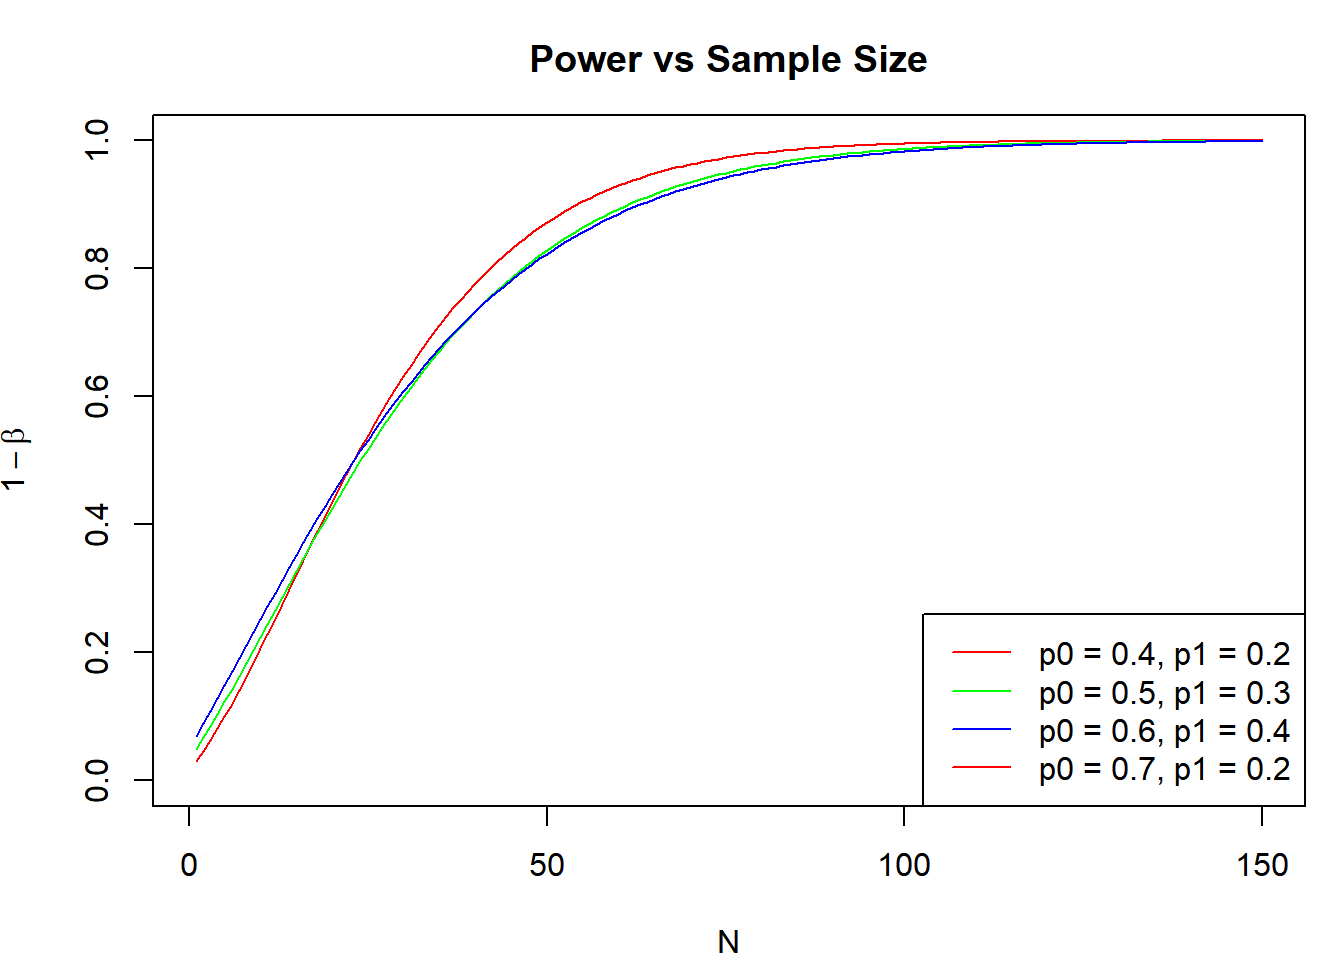 Power vs Sample Size
1 − β
1.0
0.8
0.6
0.4
0.2
0.0
p0 = 0.4, p1 = 0.2
p0 = 0.5, p1 = 0.3
p0 = 0.6, p1 = 0.4
p0 = 0.7, p1 = 0.2
0 50 100 150
N